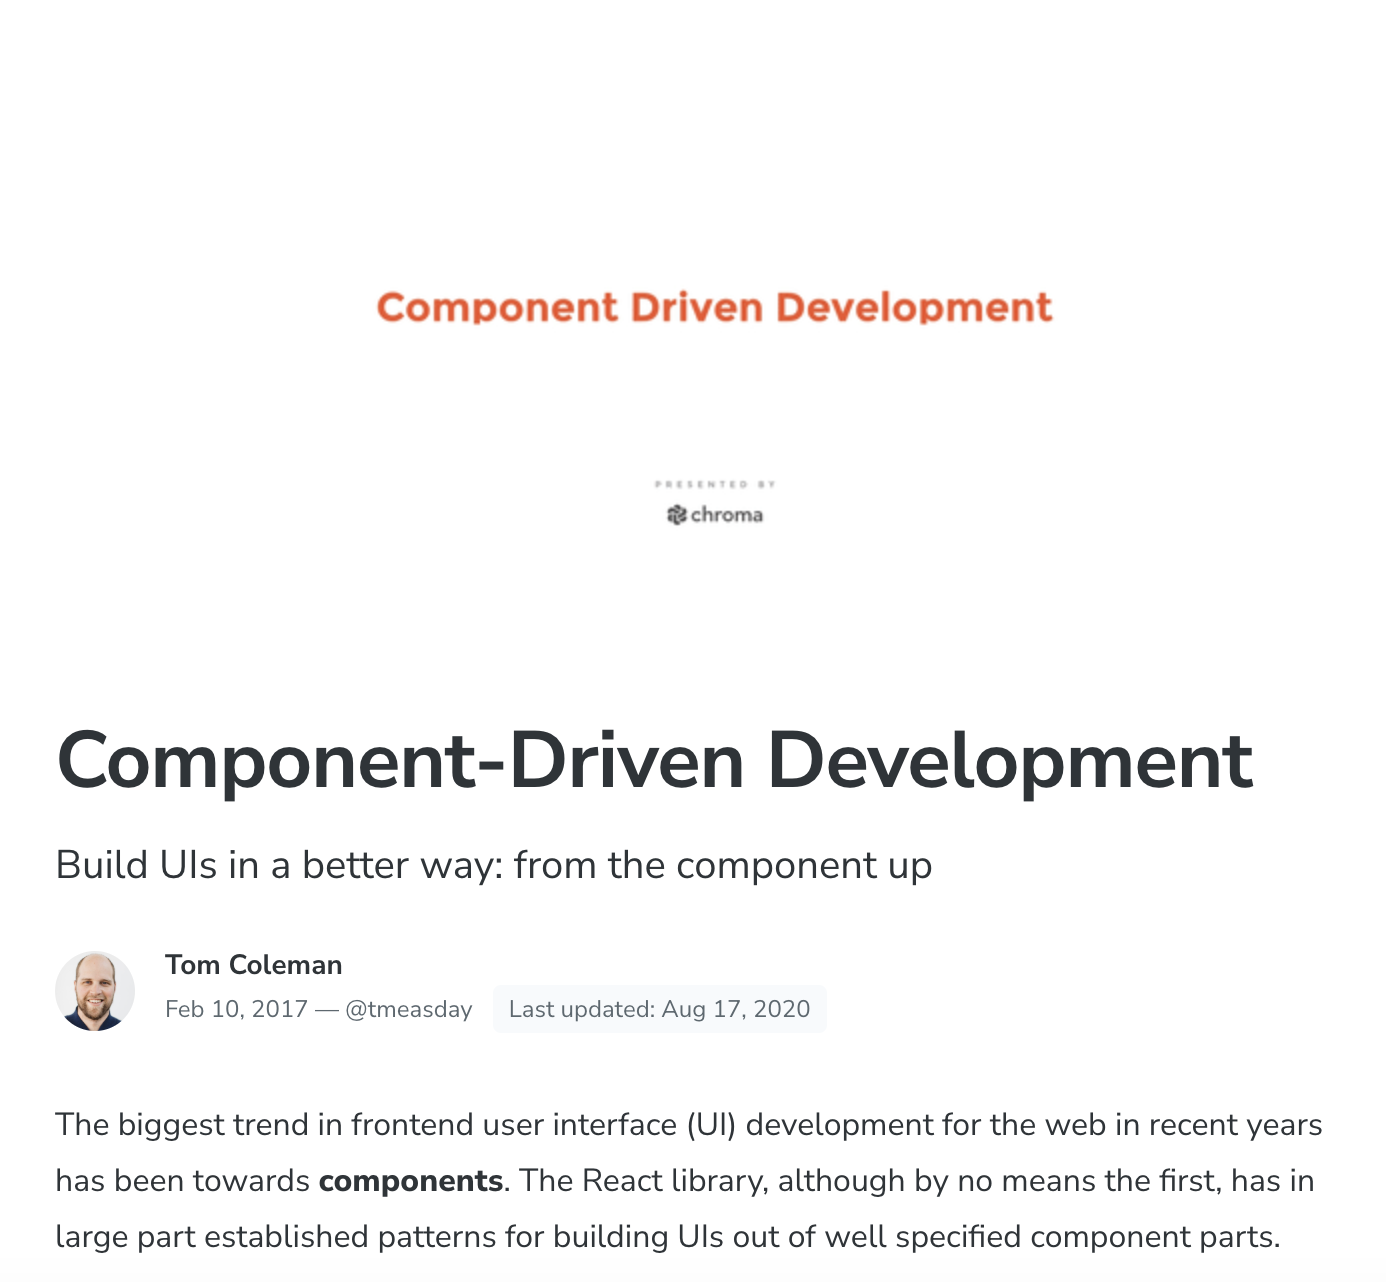 Component Driven Development
PRESENTED BY
chroma
Component-Driven Development
Build UIs in a better way: from the component up
Tom Coleman
Feb 10, 2017 — @tmeasday Last updated: Aug 17, 2020
The biggest trend in frontend user interface (UI) development for the web in recent years
has been towards components. The React library, although by no means the first, has in
large part established patterns for building UIs out of well specified component parts.